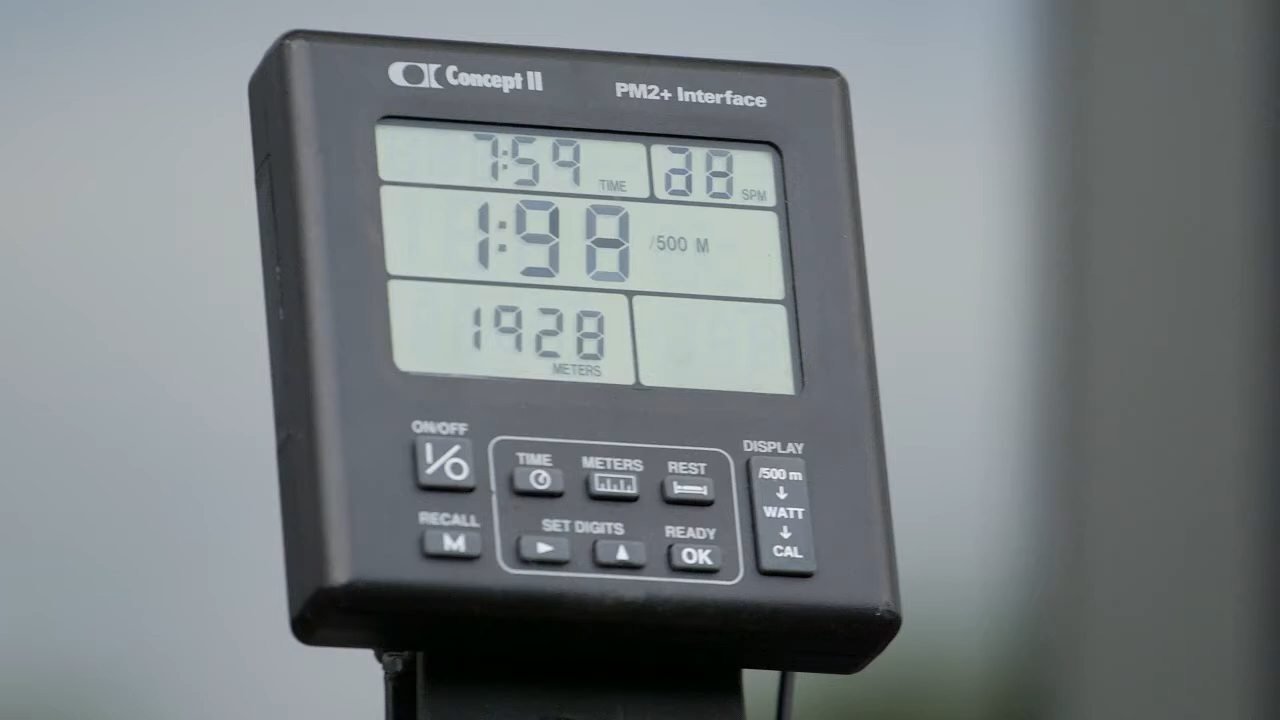 Concept II PM2+ Interface
7:59 TIME 28 SPM
1:98 /500 M
1928 METERS
ON/OFF DISPLAY
TIME METERS REST /500 m
I/O
RECALL SET DIGITS READY WATT
M OK CAL